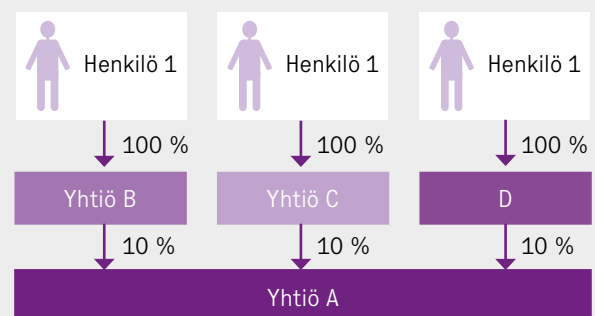 Henkilö 1
Henkilö 1
Henkilö 1
100 %
100 %
100 %
Yhtiö B
Yhtiö C
D
10 %
10 %
10 %
Yhtiö A